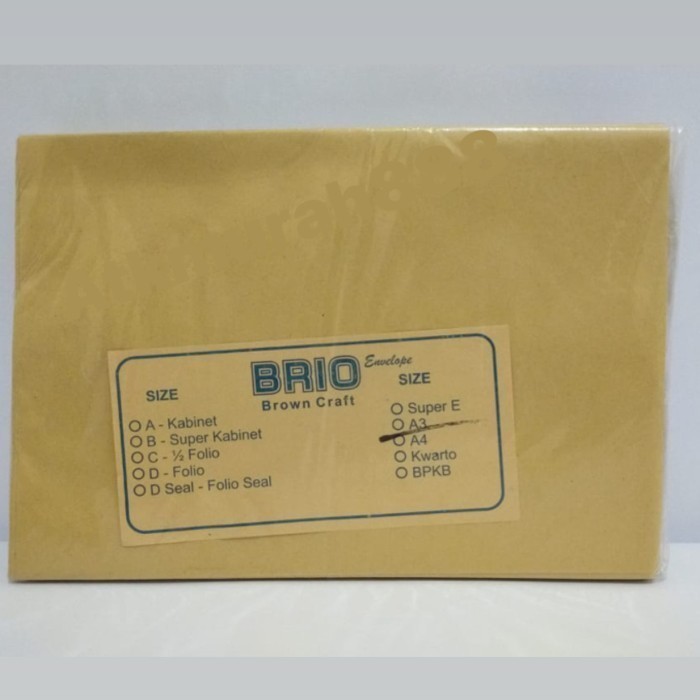 BRIO Envelope
Brown Craft
SIZE
O A - Kabinet
O B - Super Kabinet
O C - ½ Folio
O D - Folio
O D Seal - Folio Seal
SIZE
O Super E
O A3
O A4
O Kwarto
O BPKB